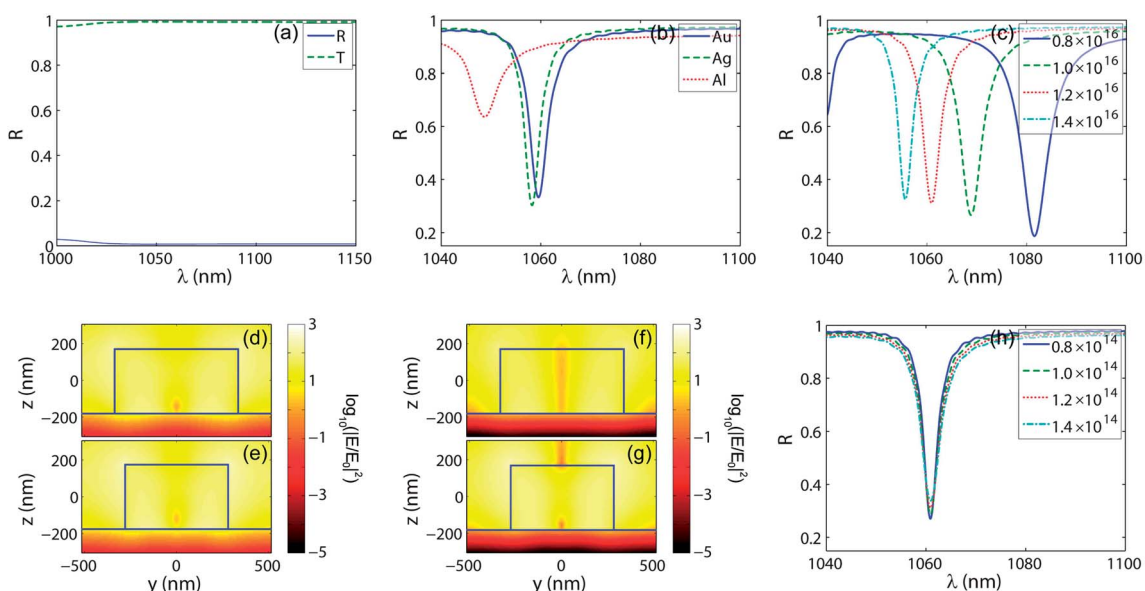 (a)
R
T
1
0.8
0.6
0.4
0.2
0
R
1000
1050
1100
1150
λ (nm)
(b)
Au
Ag
Al
1
0.8
0.6
0.4
0.2
R
1040
1060
1080
1100
λ (nm)
(c)
0.8×10^16
1.0×10^16
1.2×10^16
1.4×10^16
1
0.8
0.6
0.4
0.2
R
1040
1060
1080
1100
λ (nm)
(d)
200
0
−200
z (nm)
(e)
200
0
−200
z (nm)
−500
0
500
y (nm)
3
1
−1
−3
−5
log10(|E/E0|^2)
(f)
200
0
−200
z (nm)
(g)
200
0
−200
z (nm)
−500
0
500
y (nm)
3
1
−1
−3
−5
log10(|E/E0|^2)
(h)
0.8×10^14
1.0×10^14
1.2×10^14
1.4×10^14
1
0.8
0.6
0.4
0.2
R
1040
1060
1080
1100
λ (nm)